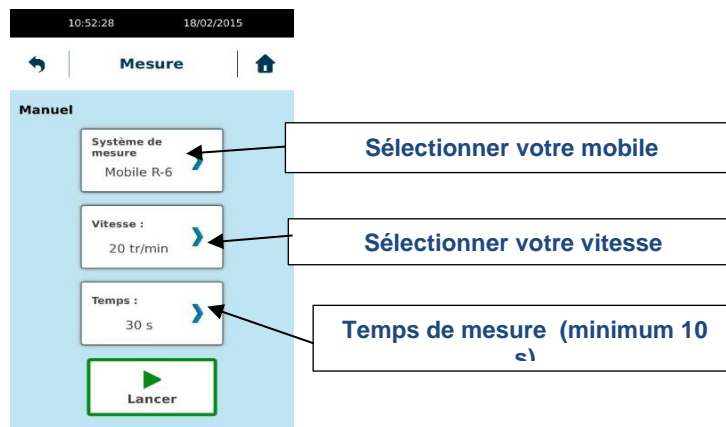 10:52:28 18/02/2015
Mesure
Manuel
Système de
mesure
Mobile R-6
Sélectionner votre mobile
Vitesse :
20 tr/min
Sélectionner votre vitesse
Temps :
30 s
Temps de mesure (minimum 10
s)
Lancer